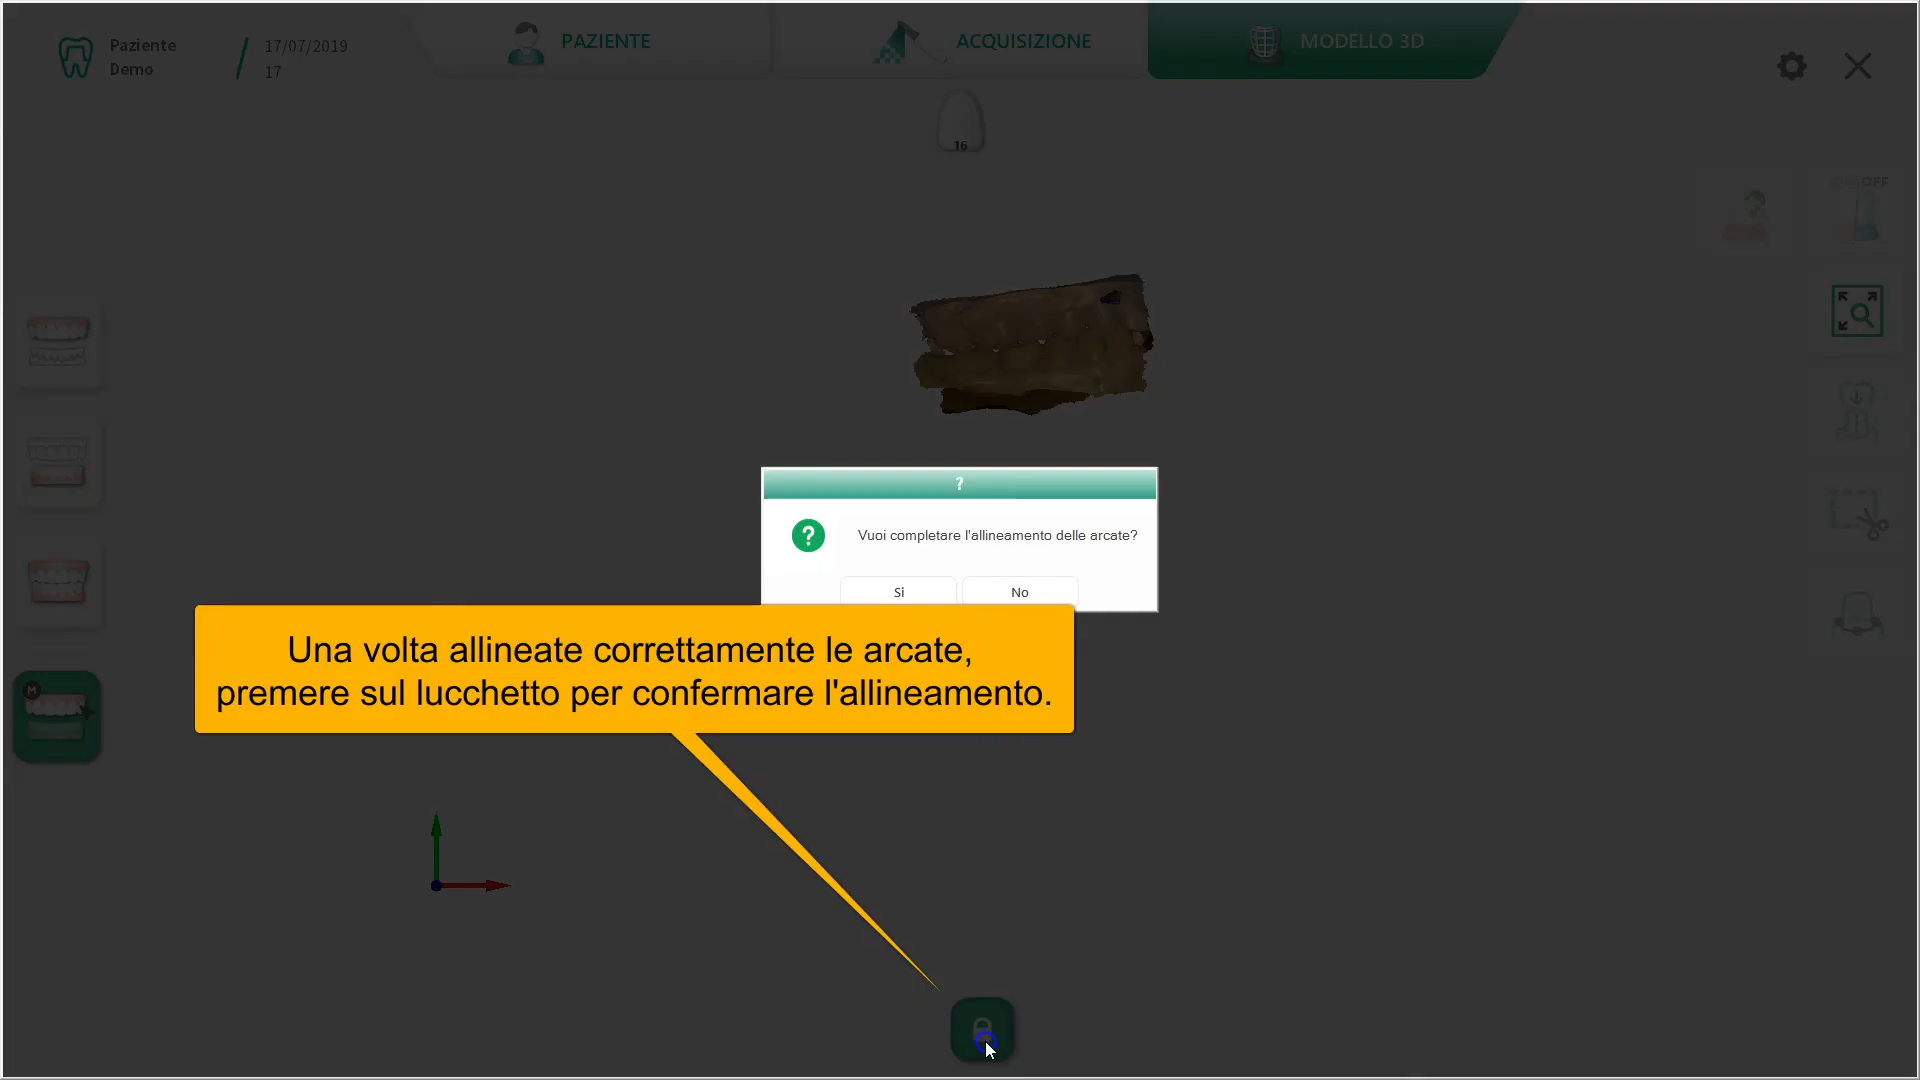 Paziente
Demo
17/07/2019
17
PAZIENTE
ACQUISIZIONE
MODELLO 3D
16
?
?
Vuoi completare l'allineamento delle arcate?
Si
No
Una volta allineate correttamente le arcate,
premere sul lucchetto per confermare l'allineamento.
M